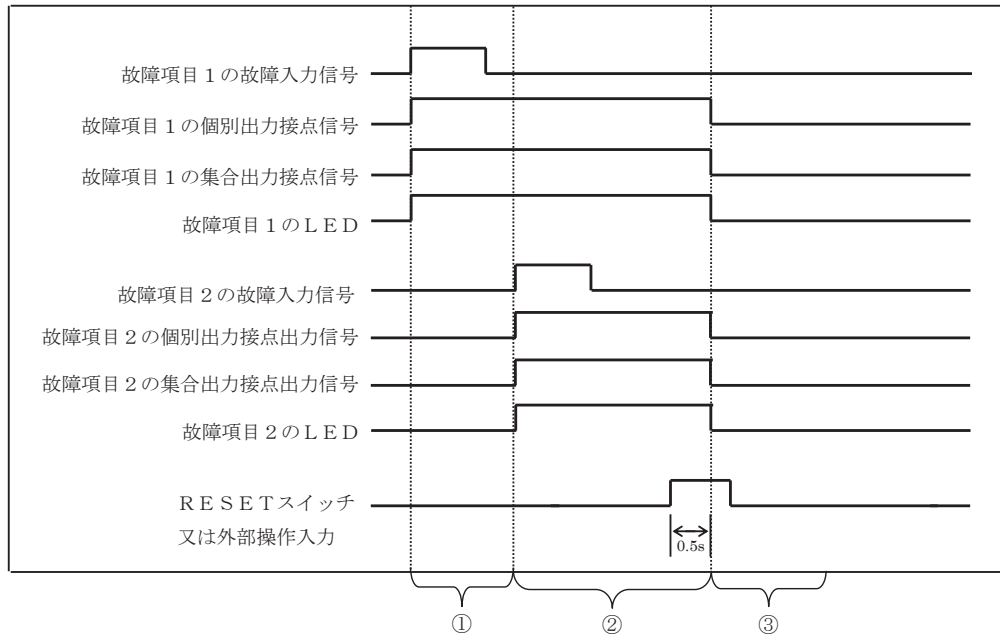 故障項目１の故障入力信号
故障項目１の個別出力接点信号
故障項目１の集合出力接点信号
故障項目１のＬＥＤ
故障項目２の故障入力信号
故障項目２の個別出力接点出力信号
故障項目２の集合出力接点出力信号
故障項目２のＬＥＤ
ＲＥＳＥＴスイッチ
又は外部操作入力
0.5s
① ② ③